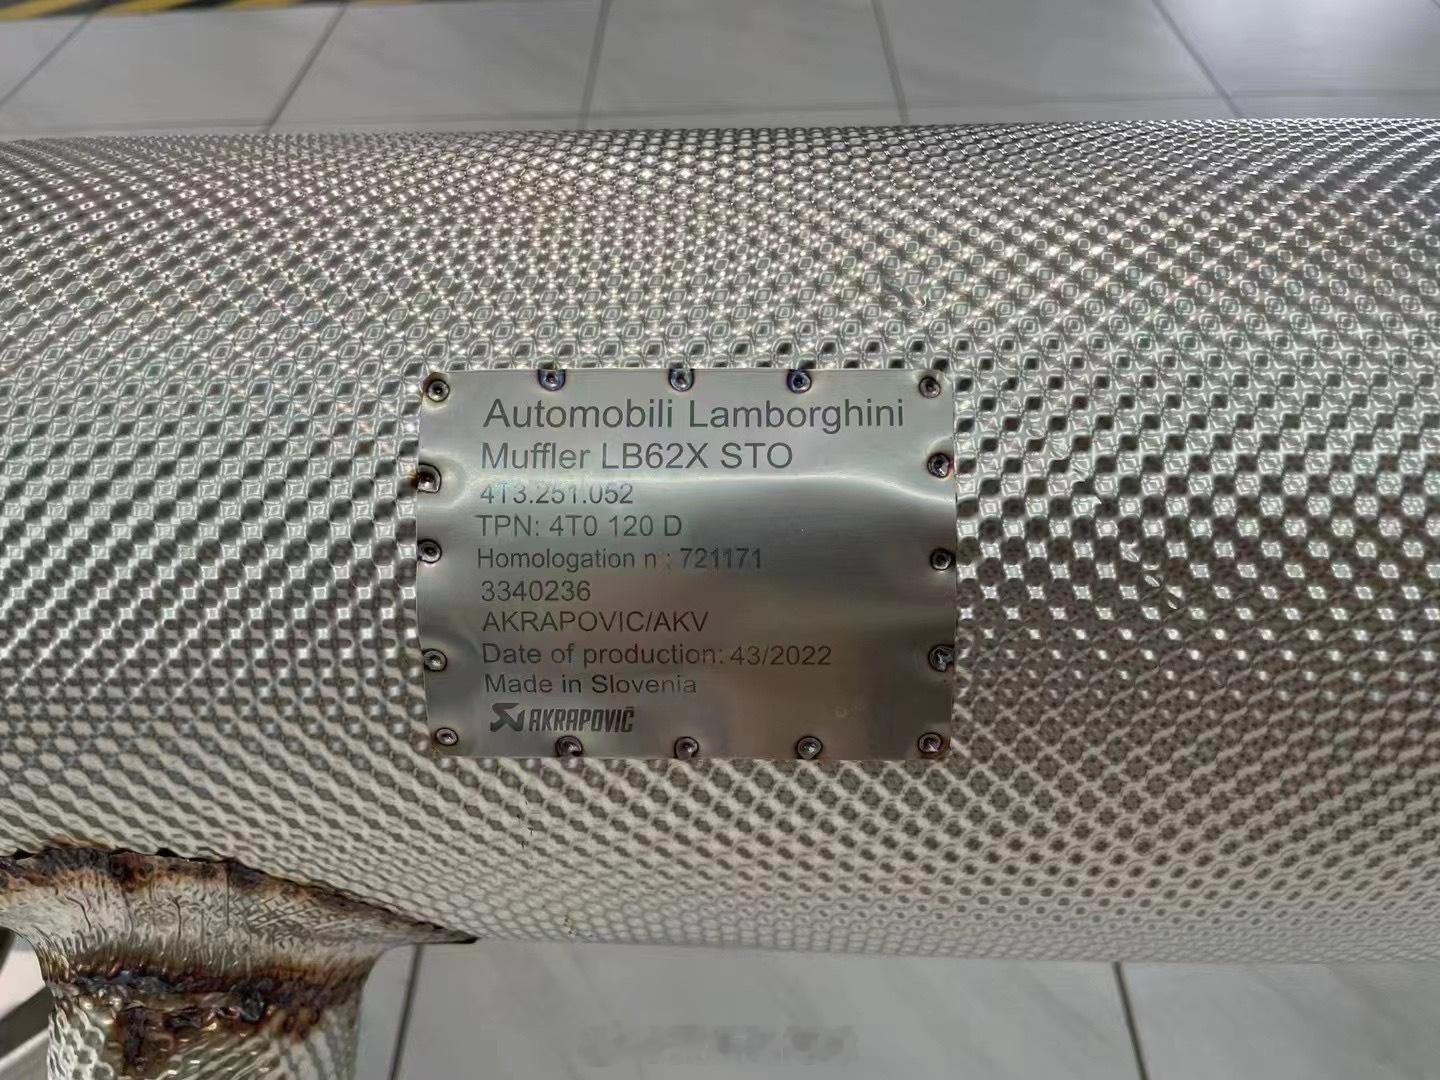 Automobili Lamborghini
Muffler LB62X STO
4T3.251.052
TPN: 4T0 120 D
Homologation n : 721171
3340236
AKRAPOVIC/AKV
Date of production: 43/2022
Made in Slovenia
AKRAPOVIČ